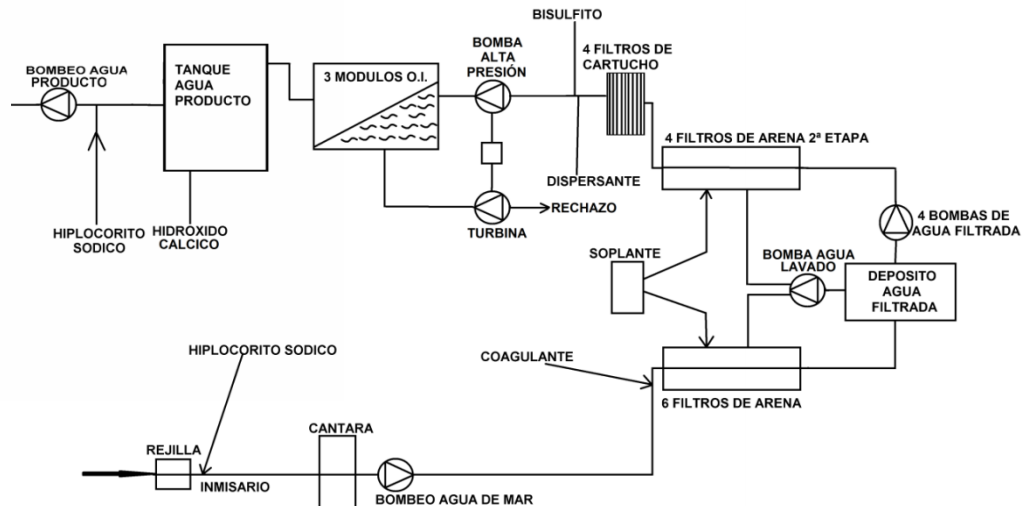 BISULFITO
BOMBA
ALTA
PRESIÓN
4 FILTROS DE
CARTUCHO
BOMBEO AGUA
PRODUCTO
TANQUE
AGUA
PRODUCTO
3 MODULOS O.I.
4 FILTROS DE ARENA 2ª ETAPA
DISPERSANTE
RECHAZO
TURBINA
HIPLOCORITO
SODICO
HIDRÓXIDO
CALCICO
4 BOMBAS DE
AGUA FILTRADA
SOPLANTE
BOMBA AGUA
LAVADO
DEPOSITO
AGUA
FILTRADA
HIPLOCORITO SODICO
COAGULANTE
6 FILTROS DE ARENA
CANTARA
REJILLA
INMISARIO
BOMBEO AGUA DE MAR